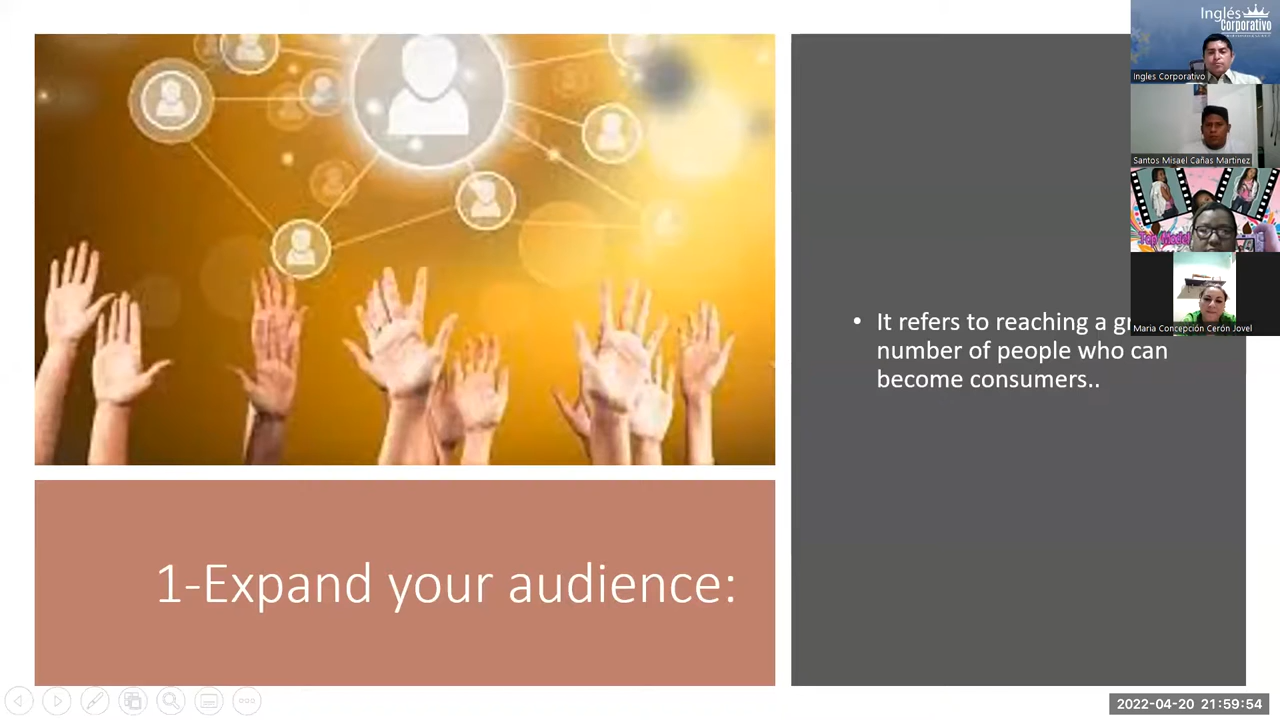 Inglés
Corporativo
Ingles Corporativo
Santos Misael Cañas Martinez
Maria Concepción Cerón Jovel
• It refers to reaching a
number of people who can
become consumers..
1-Expand your audience:
2022-04-20 21:59:54